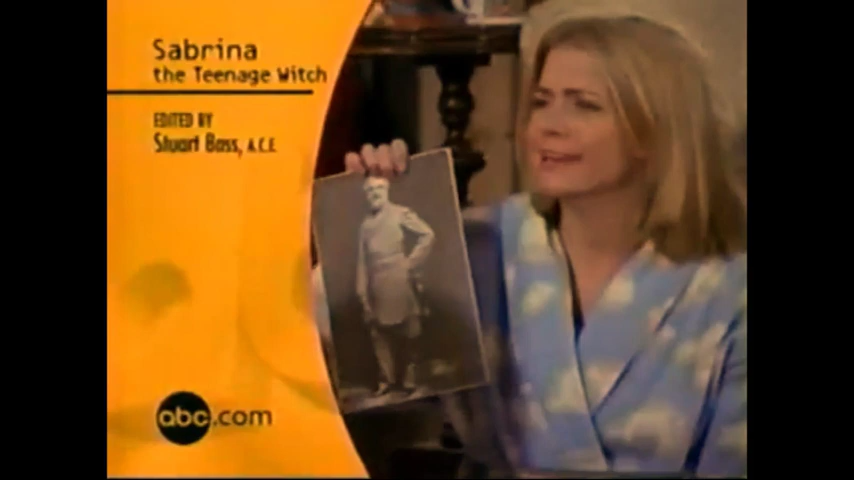 Sabrina
the Teenage Witch
EDITED BY
Stuart Bass, A.C.E.
abc.com